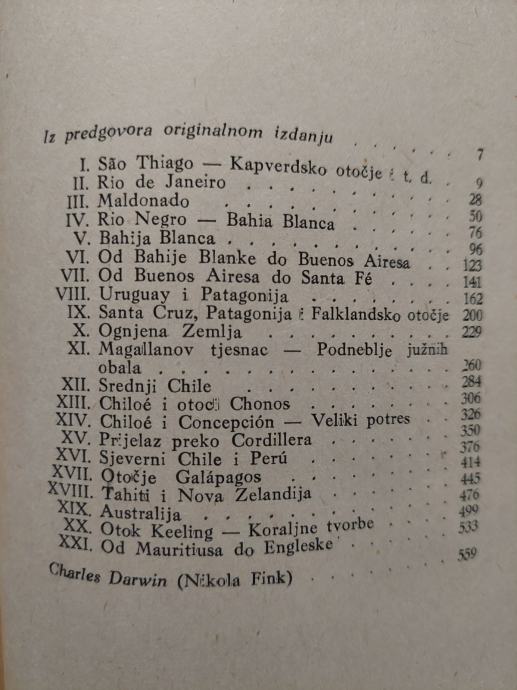 Iz predgovora originalnom izdanju . . . . . . 7
I. São Thiago — Kapverdsko otočje i t. d. . 9
II. Rio de Janeiro . . . . . . . . . 28
III. Maldonado . . . . . . . . . 50
IV. Rio Negro — Bahia Blanca . . . . . 76
V. Bahija Blanca . . . . . . . . . 96
VI. Od Bahije Blanke do Buenos Airesa . . 123
VII. Od Buenos Airesa do Santa Fé . . . . 141
VIII. Uruguay i Patagonija . . . . . . 162
IX. Santa Cruz, Patagonija i Falklandsko otočje 200
X. Ognjena Zemlja . . . . . . . . 229
XI. Magallanov tjesnac — Podneblje južnih
obala . . . . . . . . . . . 260
XII. Srednji Chile . . . . . . . . 284
XIII. Chiloé i otoci Chonos . . . . . . 306
XIV. Chiloé i Concepción — Veliki potres . . 326
XV. Prijelaz preko Cordillera . . . . . 350
XVI. Sjeverni Chile i Perú . . . . . . 376
XVII. Otočje Galápagos . . . . . . . 414
XVIII. Tahiti i Nova Zelandija . . . . . 445
XIX. Australija . . . . . . . . . 476
XX. Otok Keeling — Koraljne tvorbe . . . 499
XXI. Od Mauritiusa do Engleske . . . . . 533
Charles Darwin (Nikola Fink) . . . . . . 559